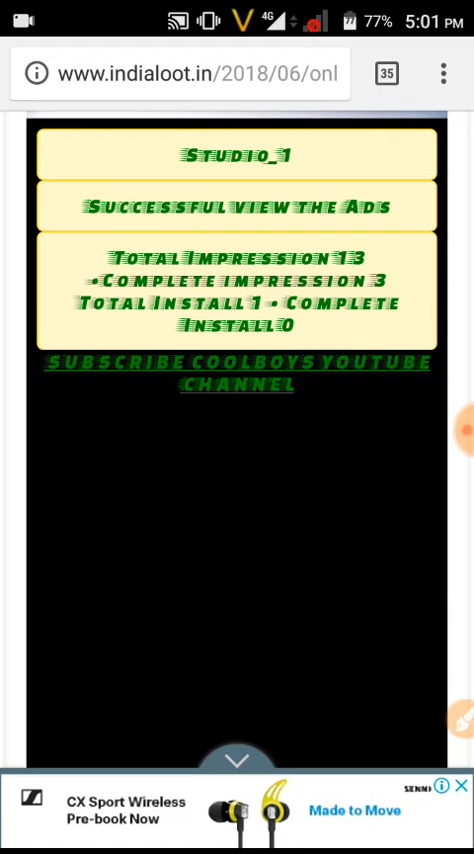 4G 77 77% 5:01 PM
www.indialoot.in/2018/06/onl 35
Studio_1
Successful view the Ads
Total Impression 13
•Complete impression 3
Total Install 1 • Complete
Install 0
SUBSCRIBE COOLBOYS YOUTUBE
CHANNEL
CX Sport Wireless
Pre-book Now
Made to Move